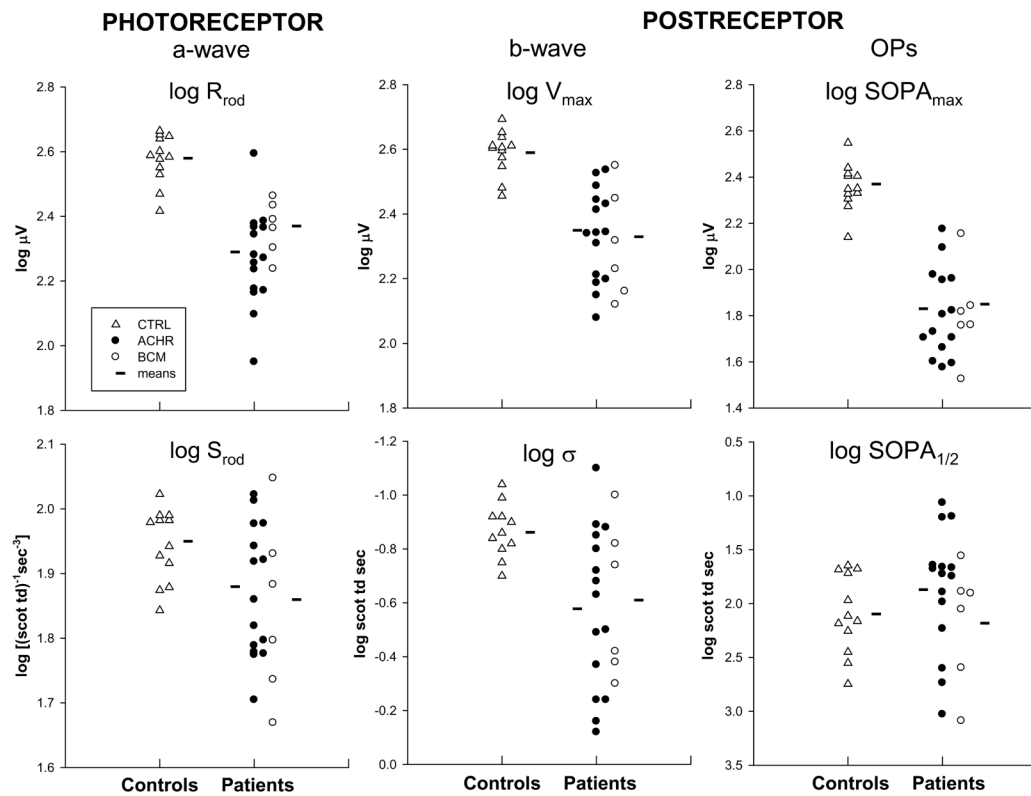 PHOTORECEPTOR
POSTRECEPTOR
a-wave
b-wave
OPs
log R_rod
2.8
2.6
2.4
2.2
2.0
1.8
log μV
CTRL
ACHR
BCM
means
log V_max
2.8
2.6
2.4
2.2
2.0
1.8
log μV
log SOPA_max
2.8
2.6
2.4
2.2
2.0
1.8
1.6
1.4
log μV
log S_rod
2.1
2.0
1.9
1.8
1.7
1.6
log [(scot td)⁻¹sec⁻³]
Controls Patients
log σ
-1.2
-1.0
-0.8
-0.6
-0.4
-0.2
0.0
log scot td sec
Controls Patients
log SOPA_1/2
0.5
1.0
1.5
2.0
2.5
3.0
3.5
log scot td sec
Controls Patients